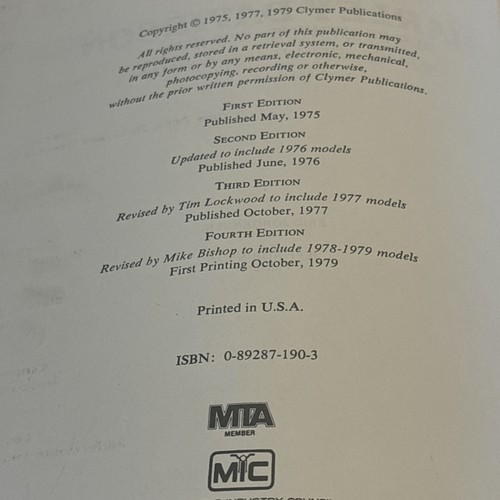 Copyright © 1975, 1977, 1979 Clymer Publications
All rights reserved. No part of this publication may
be reproduced, stored in a retrieval system, or transmitted,
in any form or by any means, electronic, mechanical,
photocopying, recording or otherwise,
without the prior written permission of Clymer Publications.
FIRST EDITION
Published May, 1975
SECOND EDITION
Updated to include 1976 models
Published June, 1976
THIRD EDITION
Revised by Tim Lockwood to include 1977 models
Published October, 1977
FOURTH EDITION
Revised by Mike Bishop to include 1978-1979 models
First Printing October, 1979
Printed in U.S.A.
ISBN: 0-89287-190-3
MTA
MEMBER
MIC
INDUSTRY COUNCIL